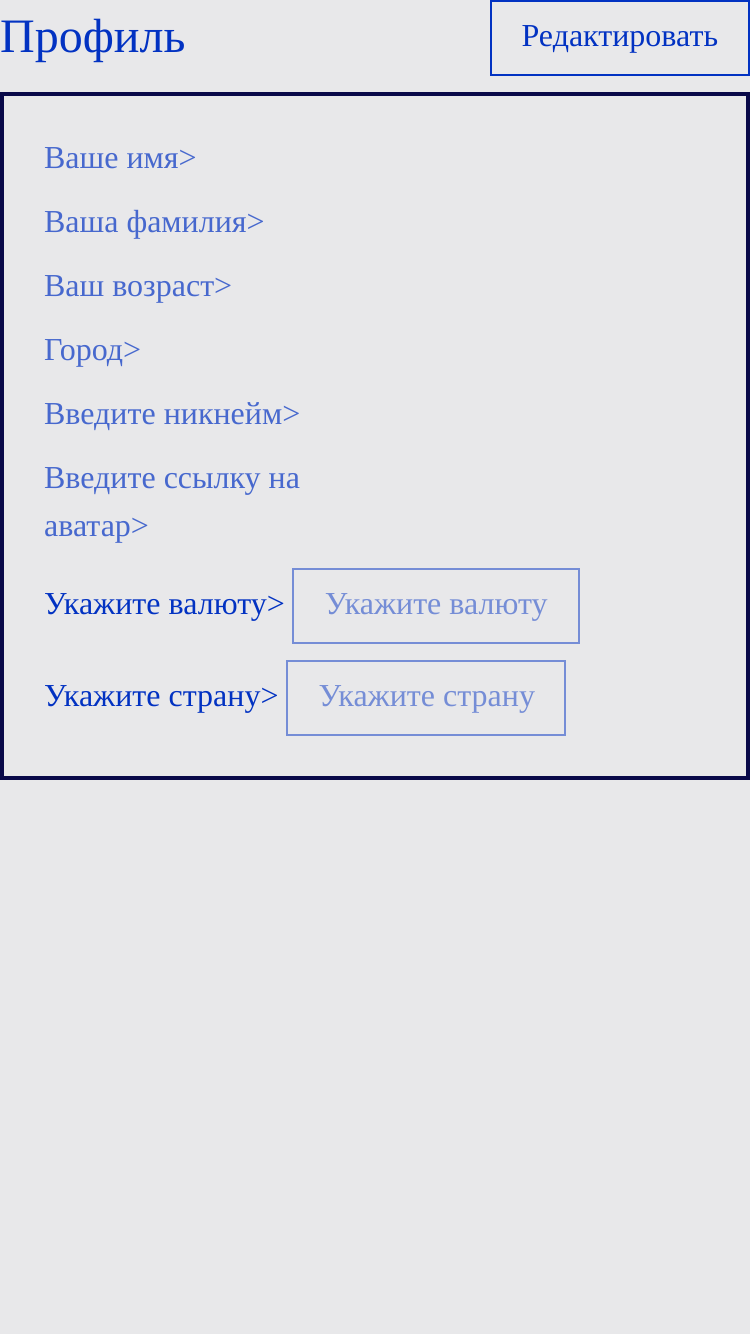 Профиль
Редактировать
Ваше имя>
Ваша фамилия>
Ваш возраст>
Город>
Введите никнейм>
Введите ссылку на
аватар>
Укажите валюту> Укажите валюту
Укажите страну> Укажите страну